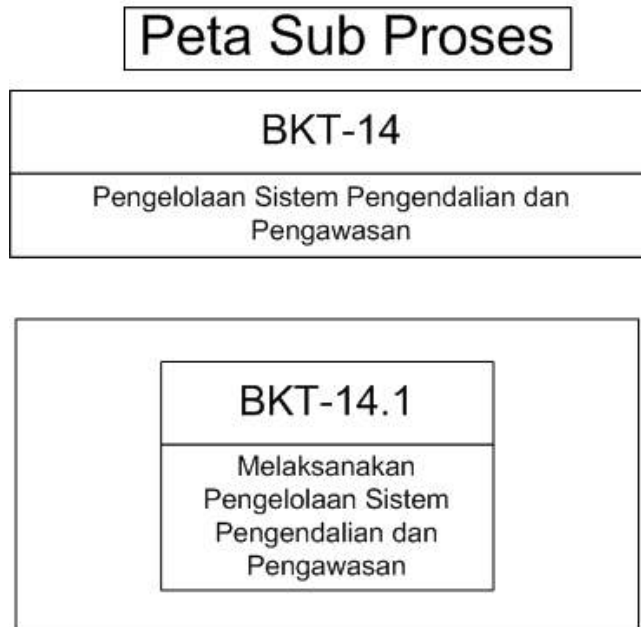 Peta Sub Proses
BKT-14
Pengelolaan Sistem Pengendalian dan
Pengawasan
BKT-14.1
Melaksanakan
Pengelolaan Sistem
Pengendalian dan
Pengawasan